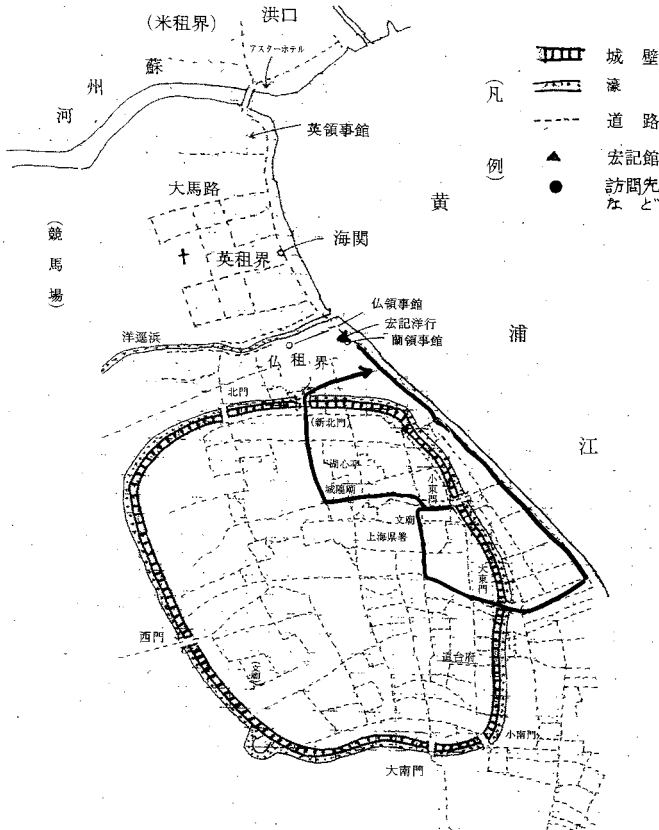 (米租界)
洪口
アスターホテル
蘇
州
河
英領事館
大馬路
(競馬場)
英租界
海関
黄
浦
江
(凡例)
城壁
濠
道路
宏記館
訪問先
など
仏領事館
宏記洋行
蘭領事館
洋涇浜
仏租界
北門
(新北門)
湖心亭
城隍廟
小東門
文廟
上海県署
大東門
西門
(文廟)
道台府
小南門
大南門